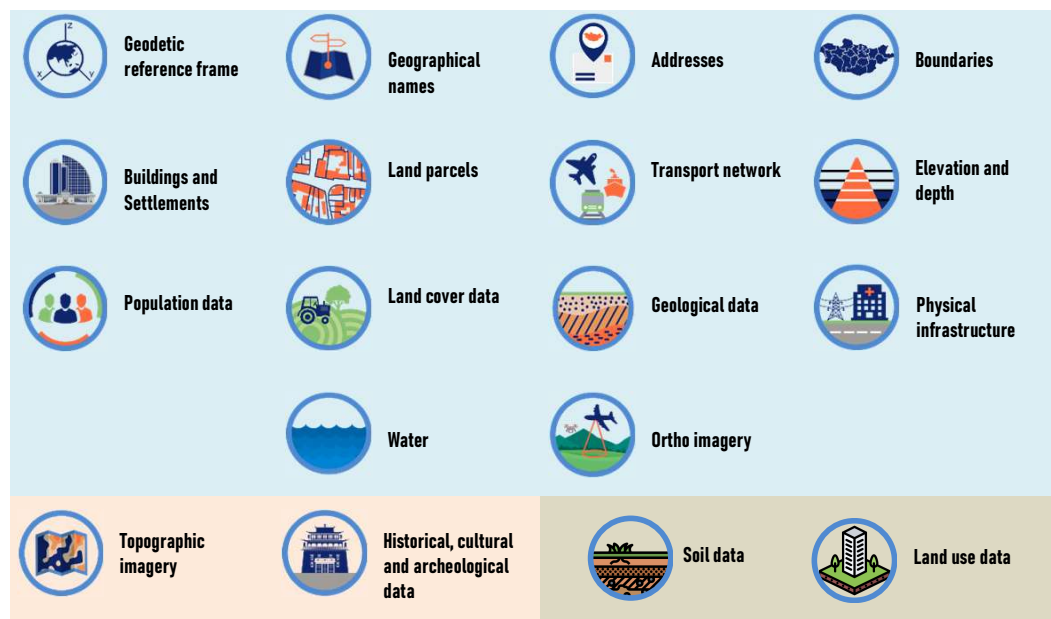 Z
X
Y
Geodetic
reference frame
Geographical
names
Addresses
Boundaries
Buildings and
Settlements
Land parcels
Transport network
Elevation and
depth
Population data
Land cover data
Geological data
Physical
infrastructure
Water
Ortho imagery
Topographic
imagery
Historical, cultural
and archeological
data
Soil data
Land use data